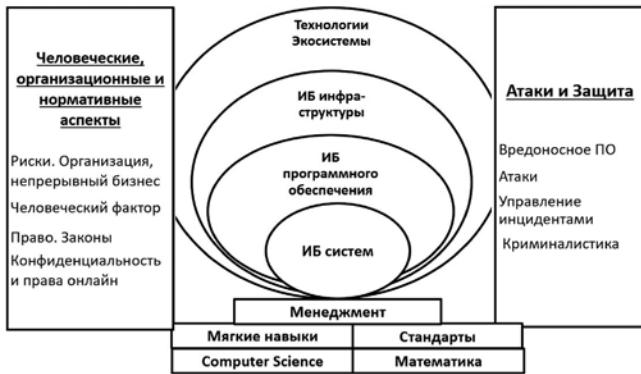 Человеческие,
организационные и
нормативные
аспекты
Риски. Организация,
непрерывный бизнес
Человеческий фактор
Право. Законы
Конфиденциальность
и права онлайн
Технологии
Экосистемы
ИБ инфра-
структуры
ИБ
программного
обеспечения
ИБ систем
Атаки и Защита
Вредоносное ПО
Атаки
Управление
инцидентами
Криминалистика
Менеджмент
Мягкие навыки
Стандарты
Computer Science
Математика